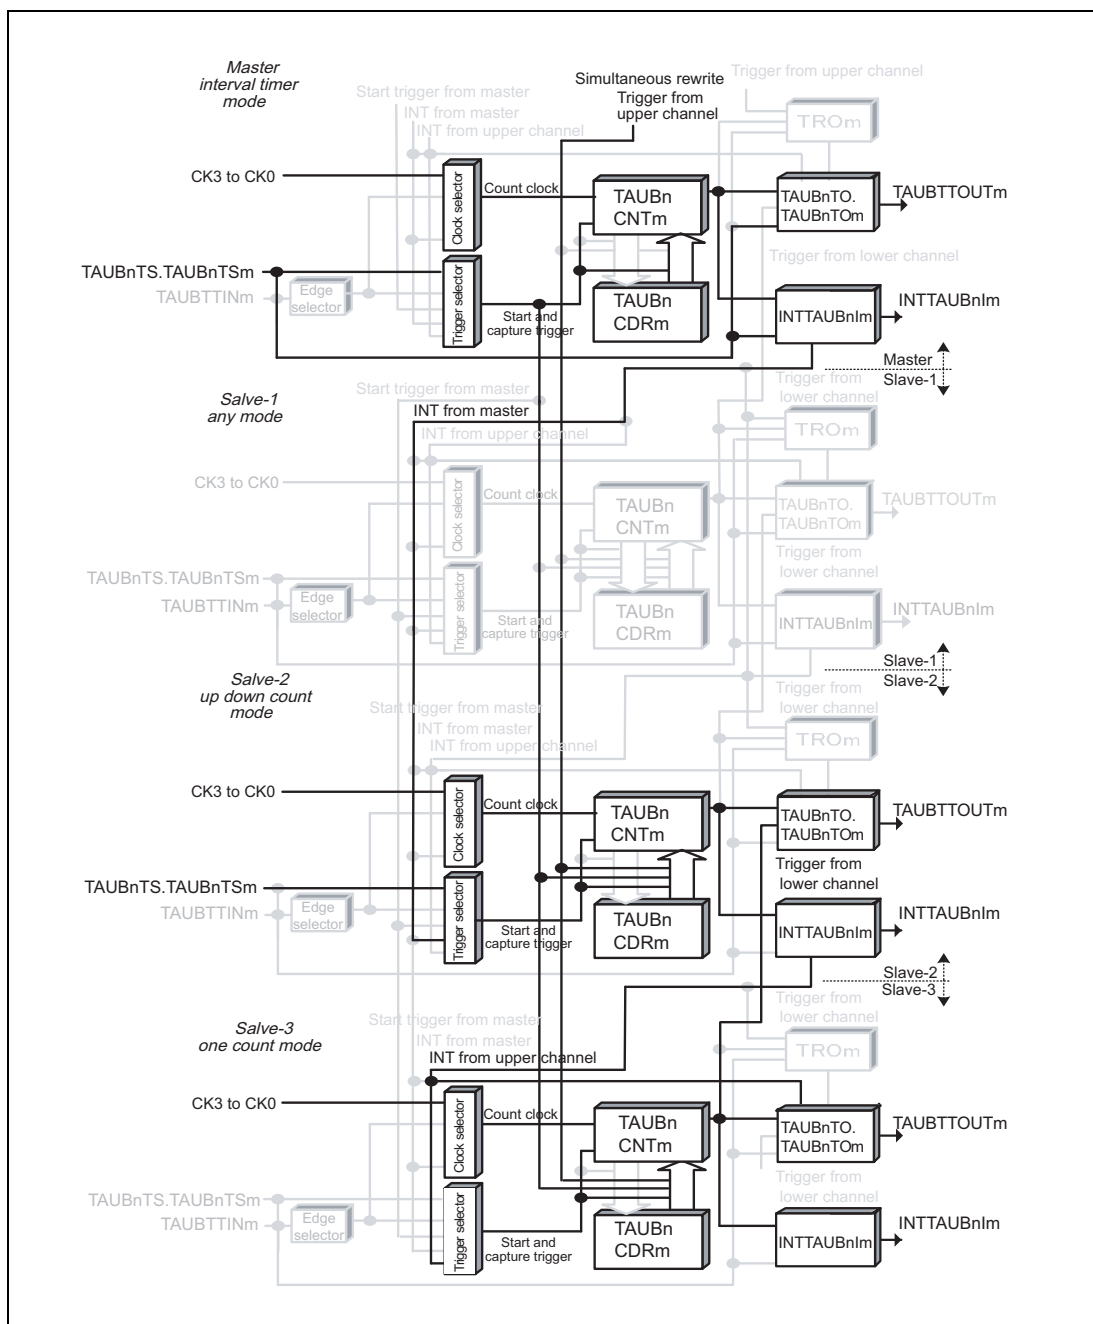 Master
interval timer
mode
Simultaneous rewrite
Trigger from
upper channel
Trigger from upper channel
Start trigger from master
INT from master
INT from upper channel
TROm
CK3 to CK0
Clock selector
Count clock
TAUBn
CNTm
TAUBnTO.
TAUBnTOm
TAUBTTOUTm
Trigger from lower channel
TAUBnTS.TAUBnTSm
TAUBTTINm
Edge
selector
Trigger selector
Start and
capture trigger
TAUBn
CDRm
INTTAUBnIm
INTTAUBnIm
Master
Slave-1
Salve-1
any mode
Start trigger from master
INT from master
INT from upper channel
Trigger from
lower channel
TROm
CK3 to CK0
Clock selector
Count clock
TAUBn
CNTm
TAUBnTO.
TAUBnTOm
TAUBTTOUTm
Trigger from
lower channel
TAUBnTS.TAUBnTSm
TAUBTTINm
Edge
selector
Trigger selector
Start and
capture trigger
TAUBn
CDRm
INTTAUBnIm
INTTAUBnIm
Slave-1
Slave-2
Salve-2
up down count
mode
Start trigger from master
INT from master
INT from upper channel
Trigger from
lower channel
TROm
CK3 to CK0
Clock selector
Count clock
TAUBn
CNTm
TAUBnTO.
TAUBnTOm
TAUBTTOUTm
Trigger from
lower channel
TAUBnTS.TAUBnTSm
TAUBTTINm
Edge
selector
Trigger selector
Start and
capture trigger
TAUBn
CDRm
INTTAUBnIm
INTTAUBnIm
Slave-2
Slave-3
Salve-3
one count mode
Start trigger from master
INT from master
INT from upper channel
Trigger from
lower channel
TROm
CK3 to CK0
Clock selector
Count clock
TAUBn
CNTm
TAUBnTO.
TAUBnTOm
TAUBTTOUTm
Trigger from
lower channel
TAUBnTS.TAUBnTSm
TAUBTTINm
Edge
selector
Trigger selector
Start and
capture trigger
TAUBn
CDRm
INTTAUBnIm
INTTAUBnIm